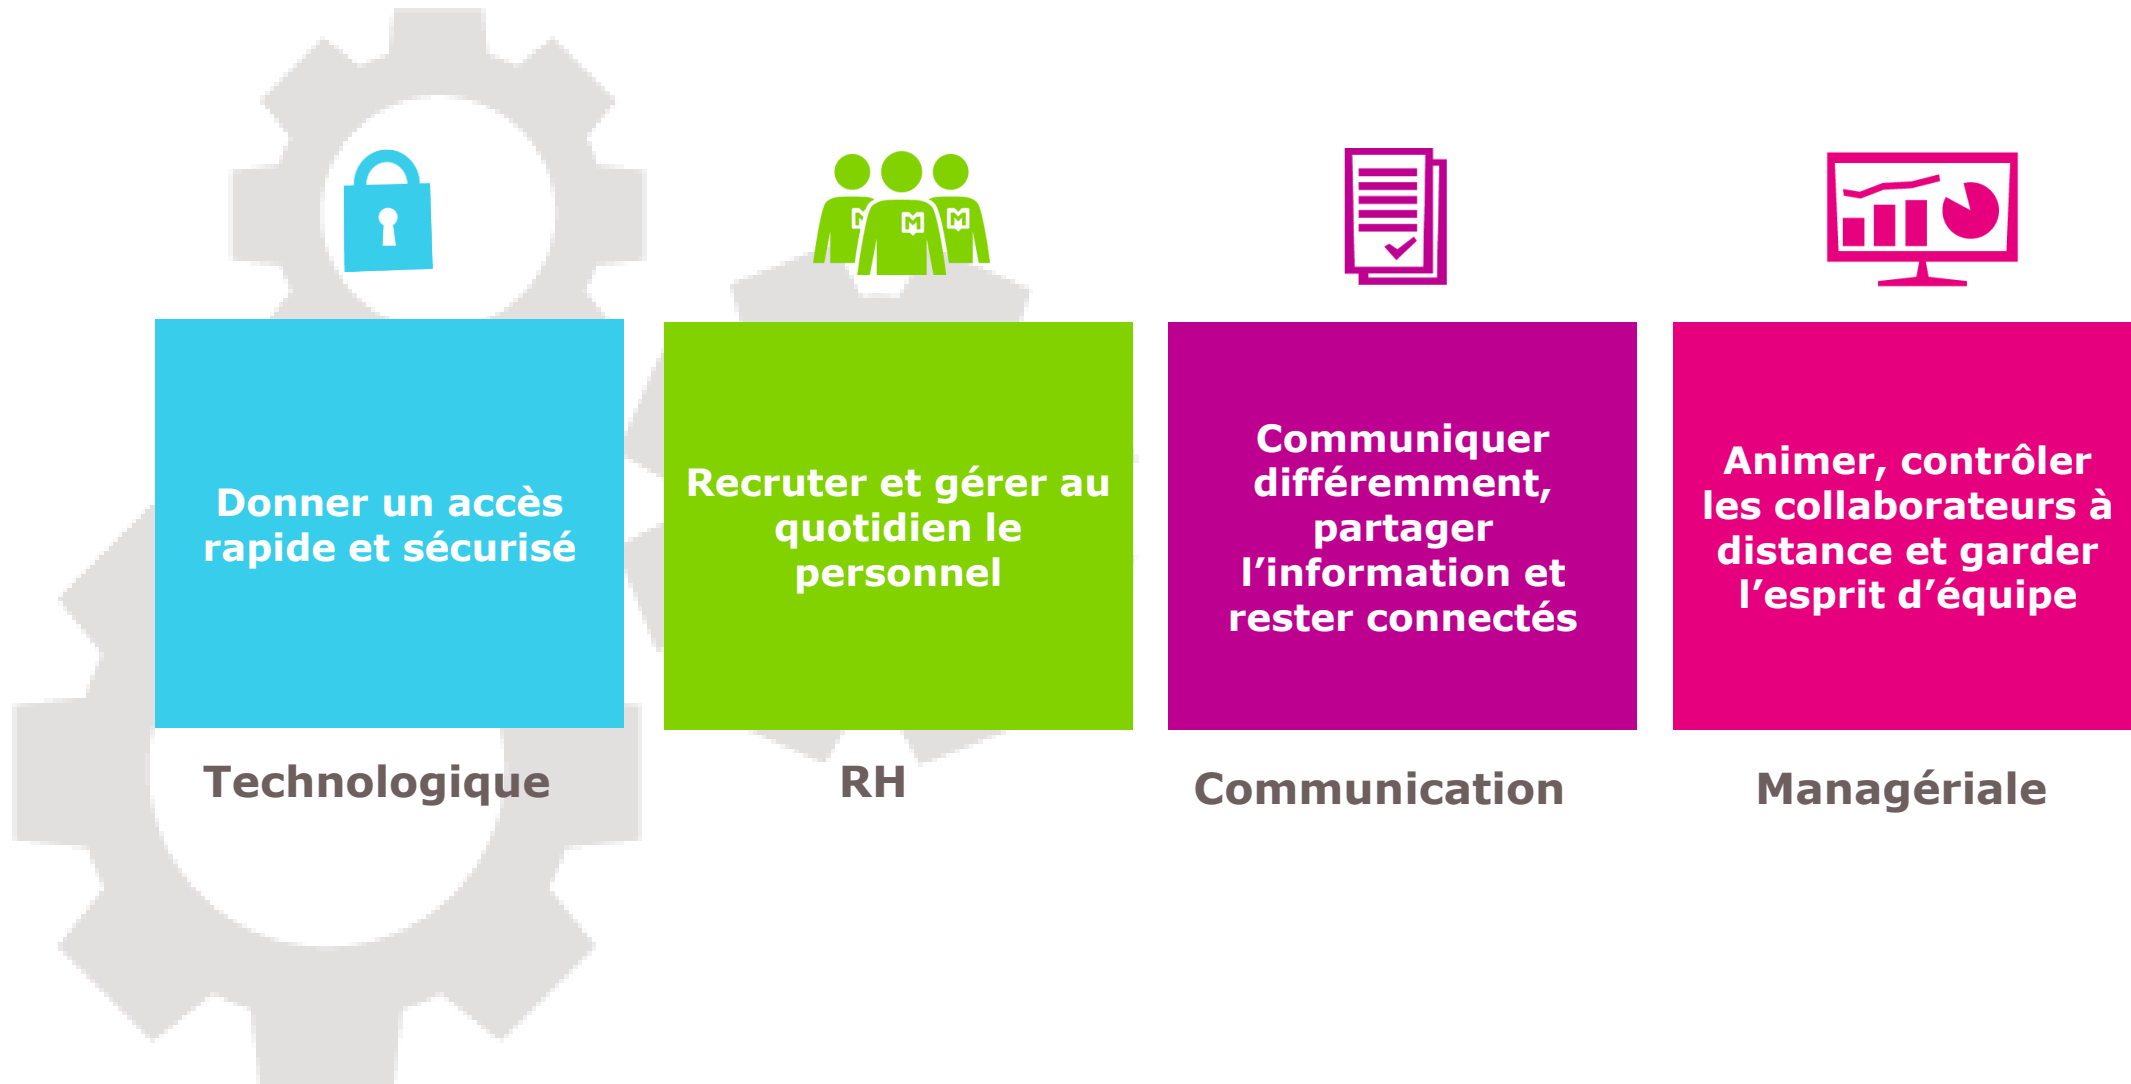 M M M
Donner un accès
rapide et sécurisé
Technologique
Recruter et gérer au
quotidien le
personnel
RH
Communiquer
différemment,
partager
l’information et
rester connectés
Communication
Animer, contrôler
les collaborateurs à
distance et garder
l’esprit d’équipe
Managériale